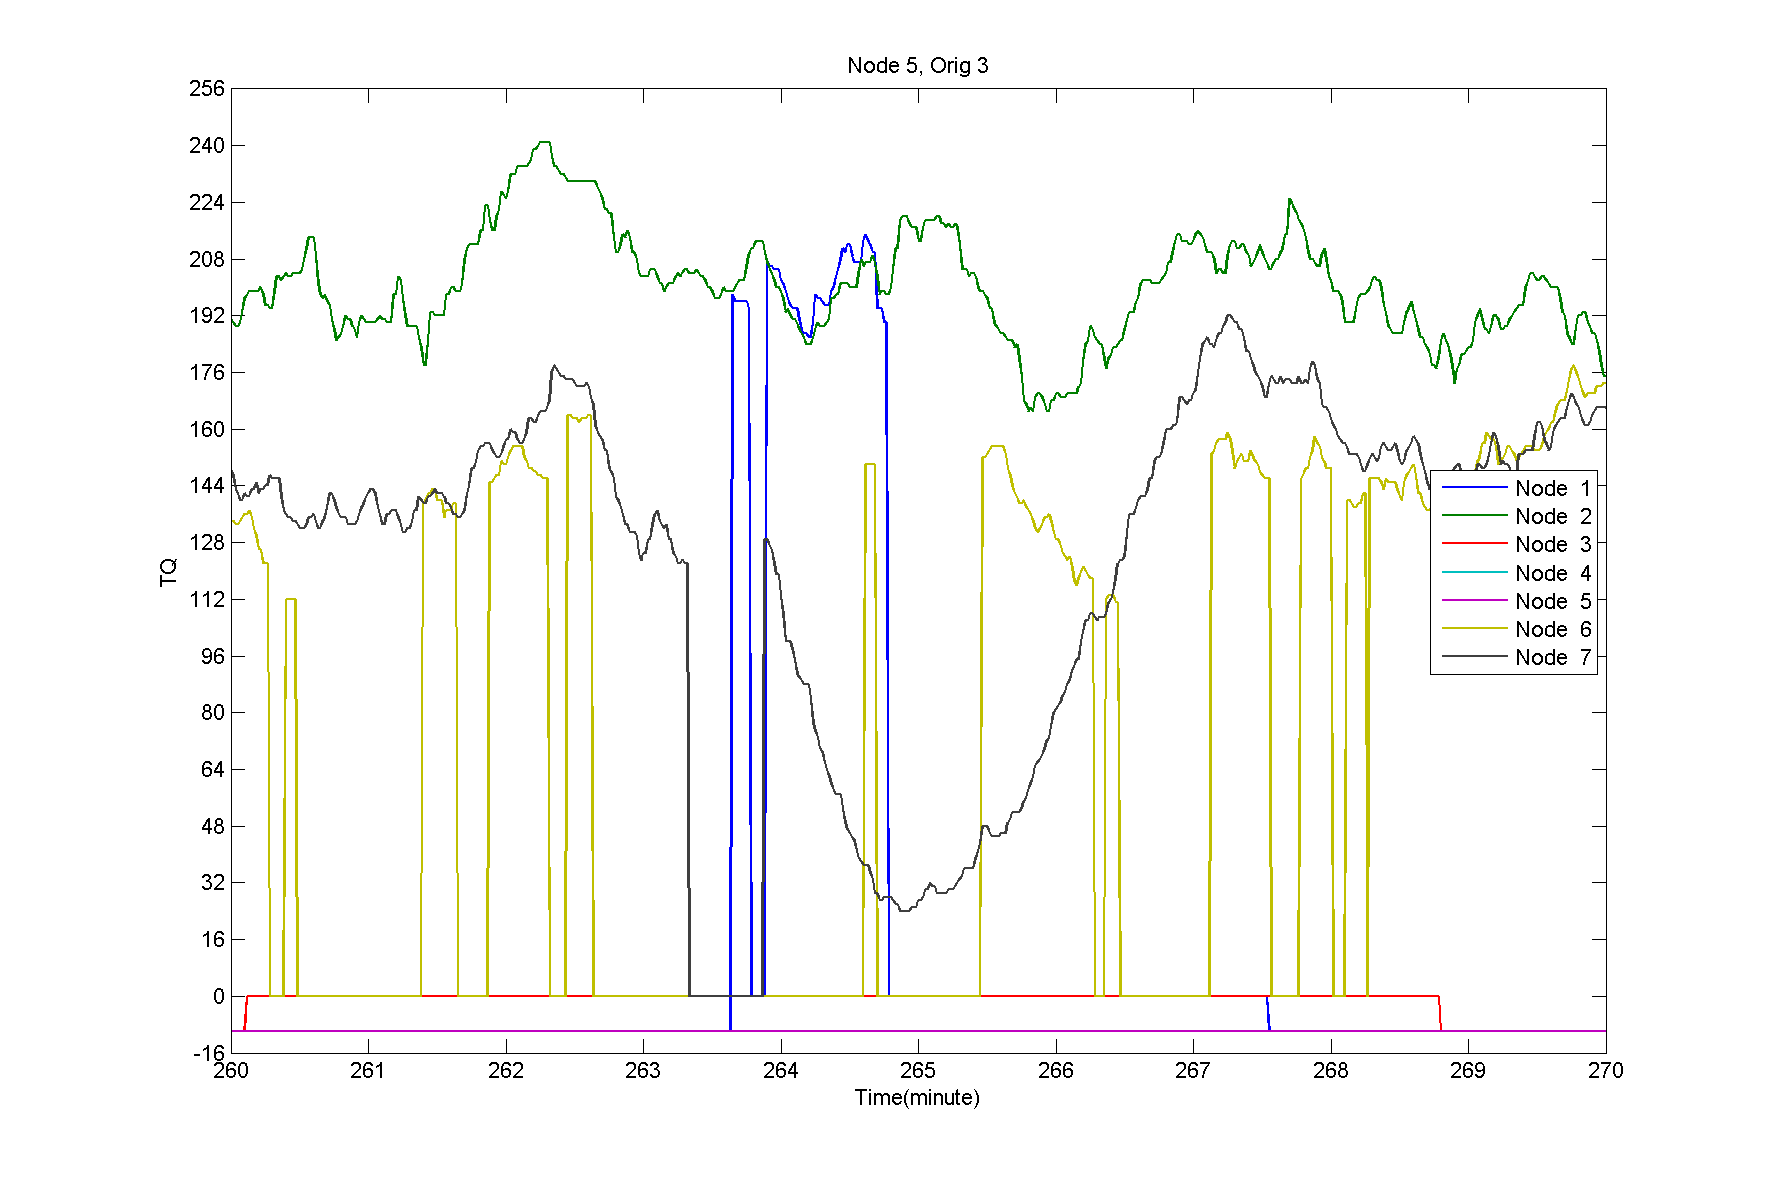 Node 5, Orig 3
256
240
224
208
192
176
160
144
128
112
96
80
64
48
32
16
0
-16
TQ
Node 1
Node 2
Node 3
Node 4
Node 5
Node 6
Node 7
260 261 262 263 264 265 266 267 268 269 270
Time(minute)